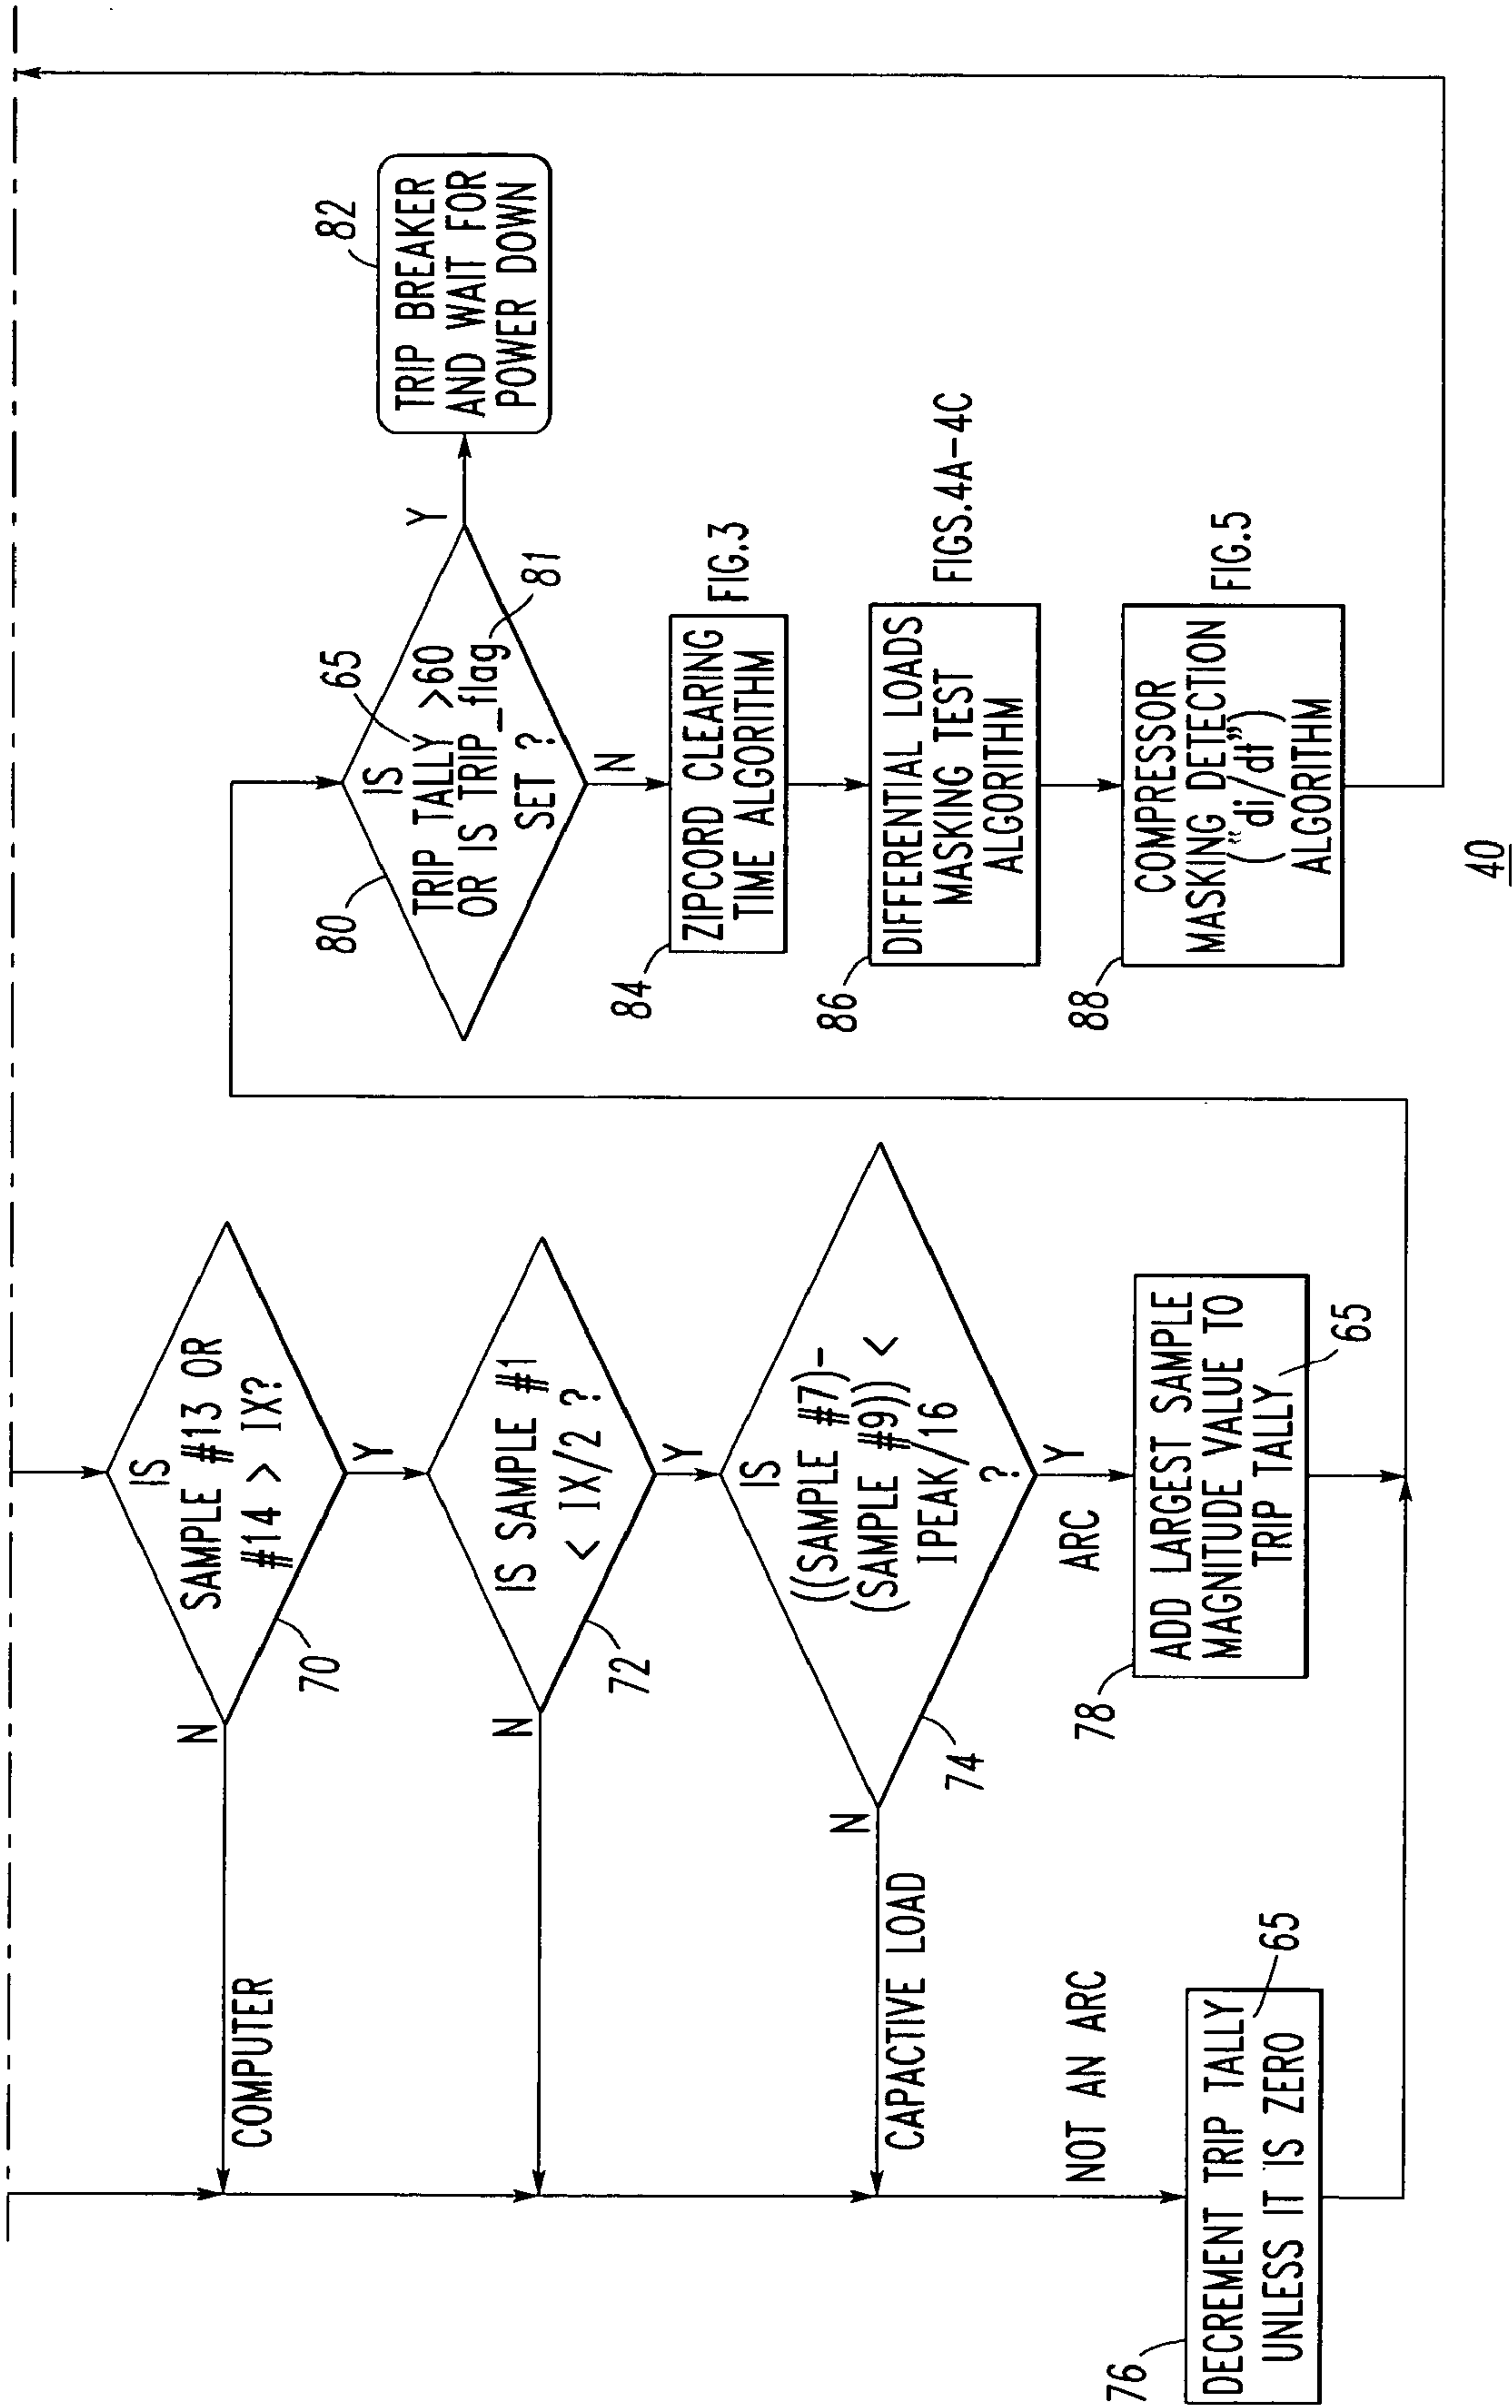 IS
SAMPLE #13 OR
#14 > IX?
70
N
Y
COMPUTER
IS SAMPLE #1
< IX/2 ?
72
N
Y
IS
((SAMPLE #7)-
(SAMPLE #9)) <
IPEAK/16
?
74
N
Y
CAPACTIVE LOAD
ARC
NOT AN ARC
76
DECREMENT TRIP TALLY
65
UNLESS IT IS ZERO
78
ADD LARGEST SAMPLE
MAGNITUDE VALUE TO
TRIP TALLY
65
80
IS
65
TRIP TALLY >60
OR IS TRIP_flag
81
SET ?
Y
N
82
TRIP BREAKER
AND WAIT FOR
POWER DOWN
84
ZIPCORD CLEARING
TIME ALGORITHM
FIG.3
86
DIFFERENTIAL LOADS
MASKING TEST
ALGORITHM
FIGS.4A-4C
88
COMPRESSOR
MASKING DETECTION
(“di/dt”)
ALGORITHM
FIG.5
40